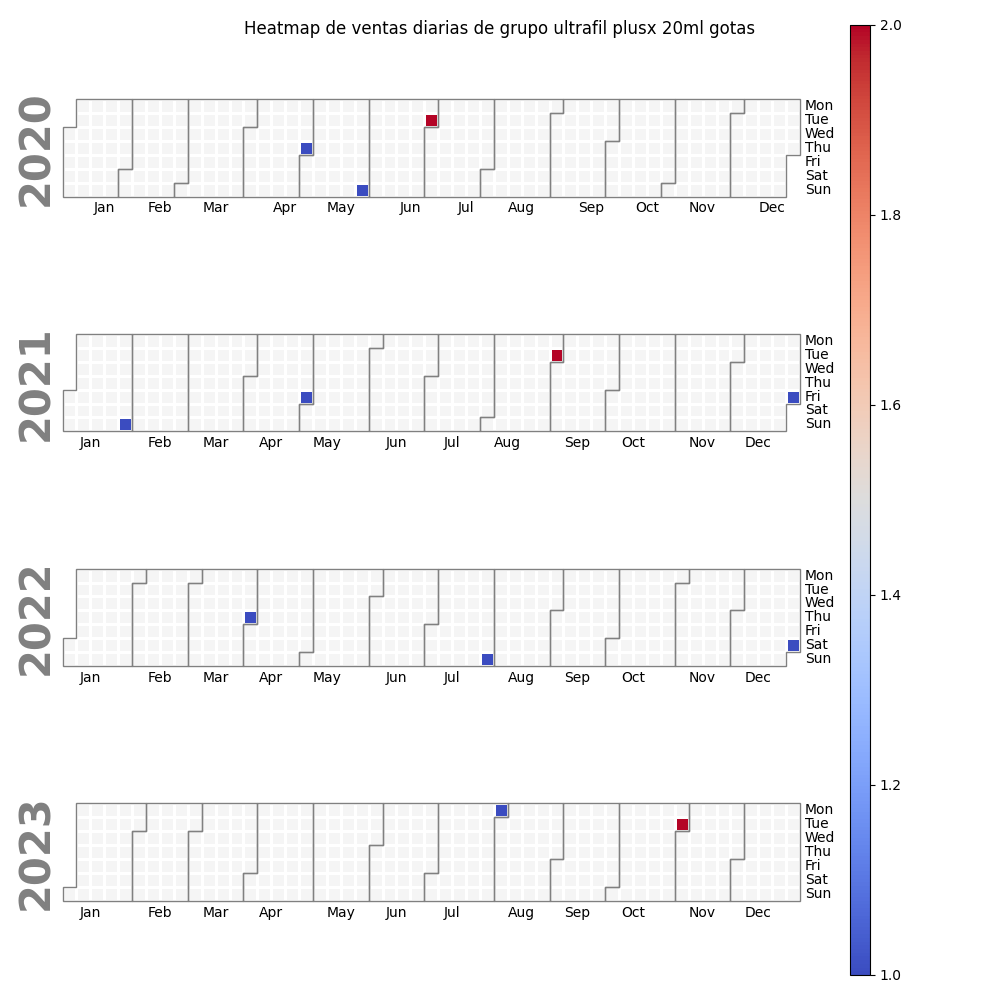 Heatmap de ventas diarias de grupo ultrafil plusx 20ml gotas
2020
Mon
Tue
Wed
Thu
Fri
Sat
Sun
Jan Feb Mar Apr May Jun Jul Aug Sep Oct Nov Dec
2021
Mon
Tue
Wed
Thu
Fri
Sat
Sun
Jan Feb Mar Apr May Jun Jul Aug Sep Oct Nov Dec
2022
Mon
Tue
Wed
Thu
Fri
Sat
Sun
Jan Feb Mar Apr May Jun Jul Aug Sep Oct Nov Dec
2023
Mon
Tue
Wed
Thu
Fri
Sat
Sun
Jan Feb Mar Apr May Jun Jul Aug Sep Oct Nov Dec
2.0
1.8
1.6
1.4
1.2
1.0